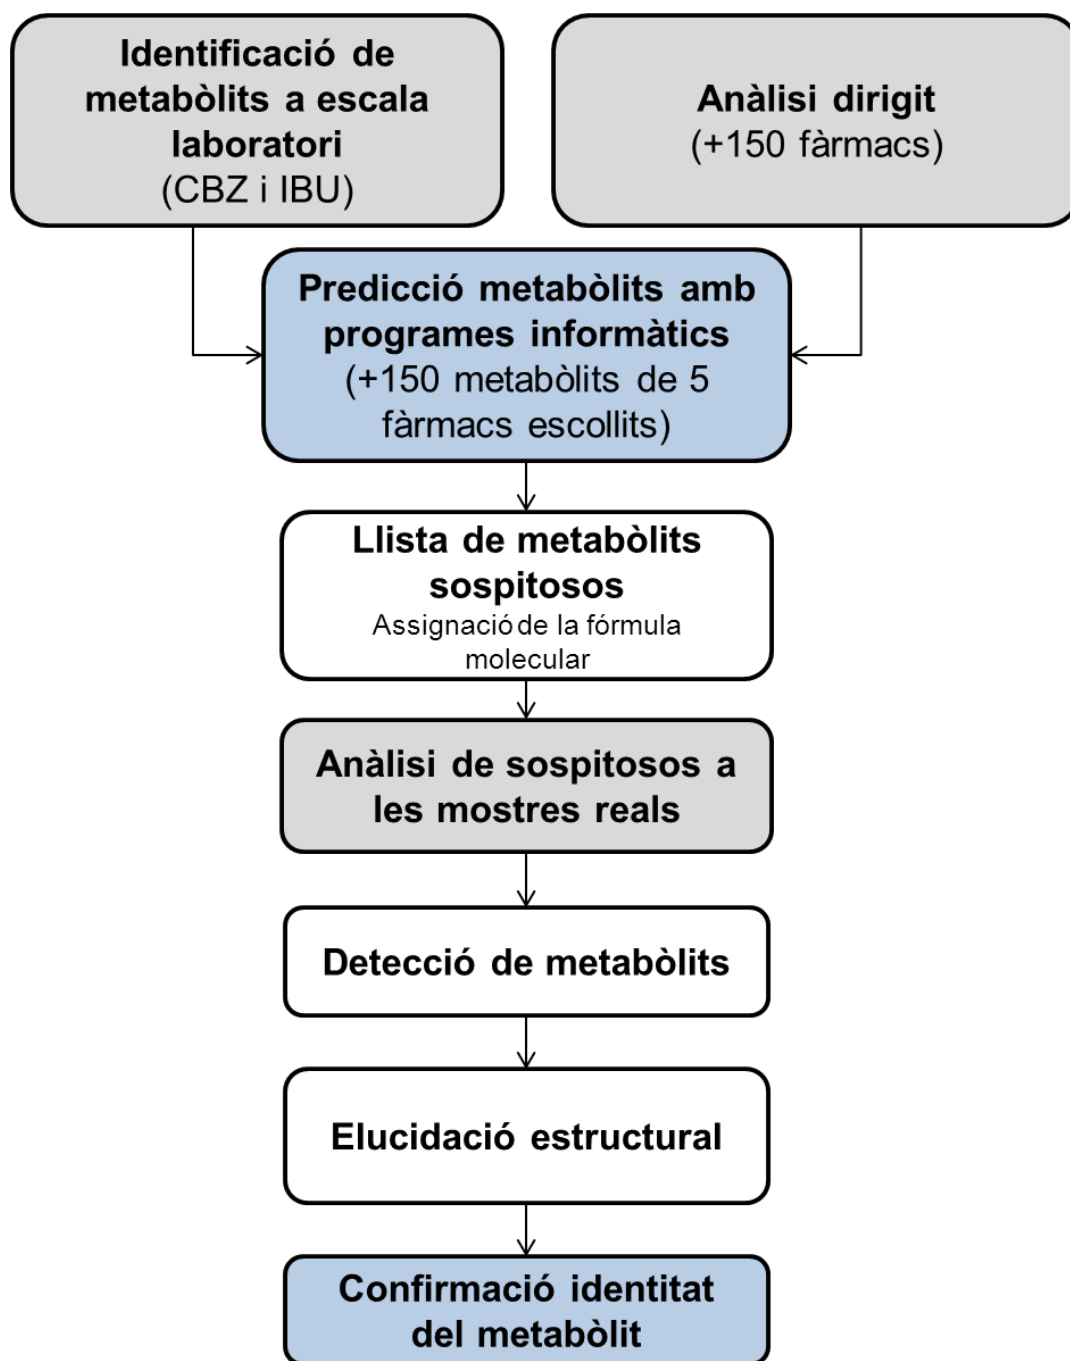 Identificació de
metabòlits a escala
laboratori
(CBZ i IBU)
Anàlisi dirigit
(+150 fàrmacs)
Predicció metabòlits amb
programes informàtics
(+150 metabòlits de 5
fàrmacs escollits)
Llista de metabòlits
sospitosos
Assignació de la fórmula
molecular
Anàlisi de sospitosos a
les mostres reals
Detecció de metabòlits
Elucidació estructural
Confirmació identitat
del metabòlit